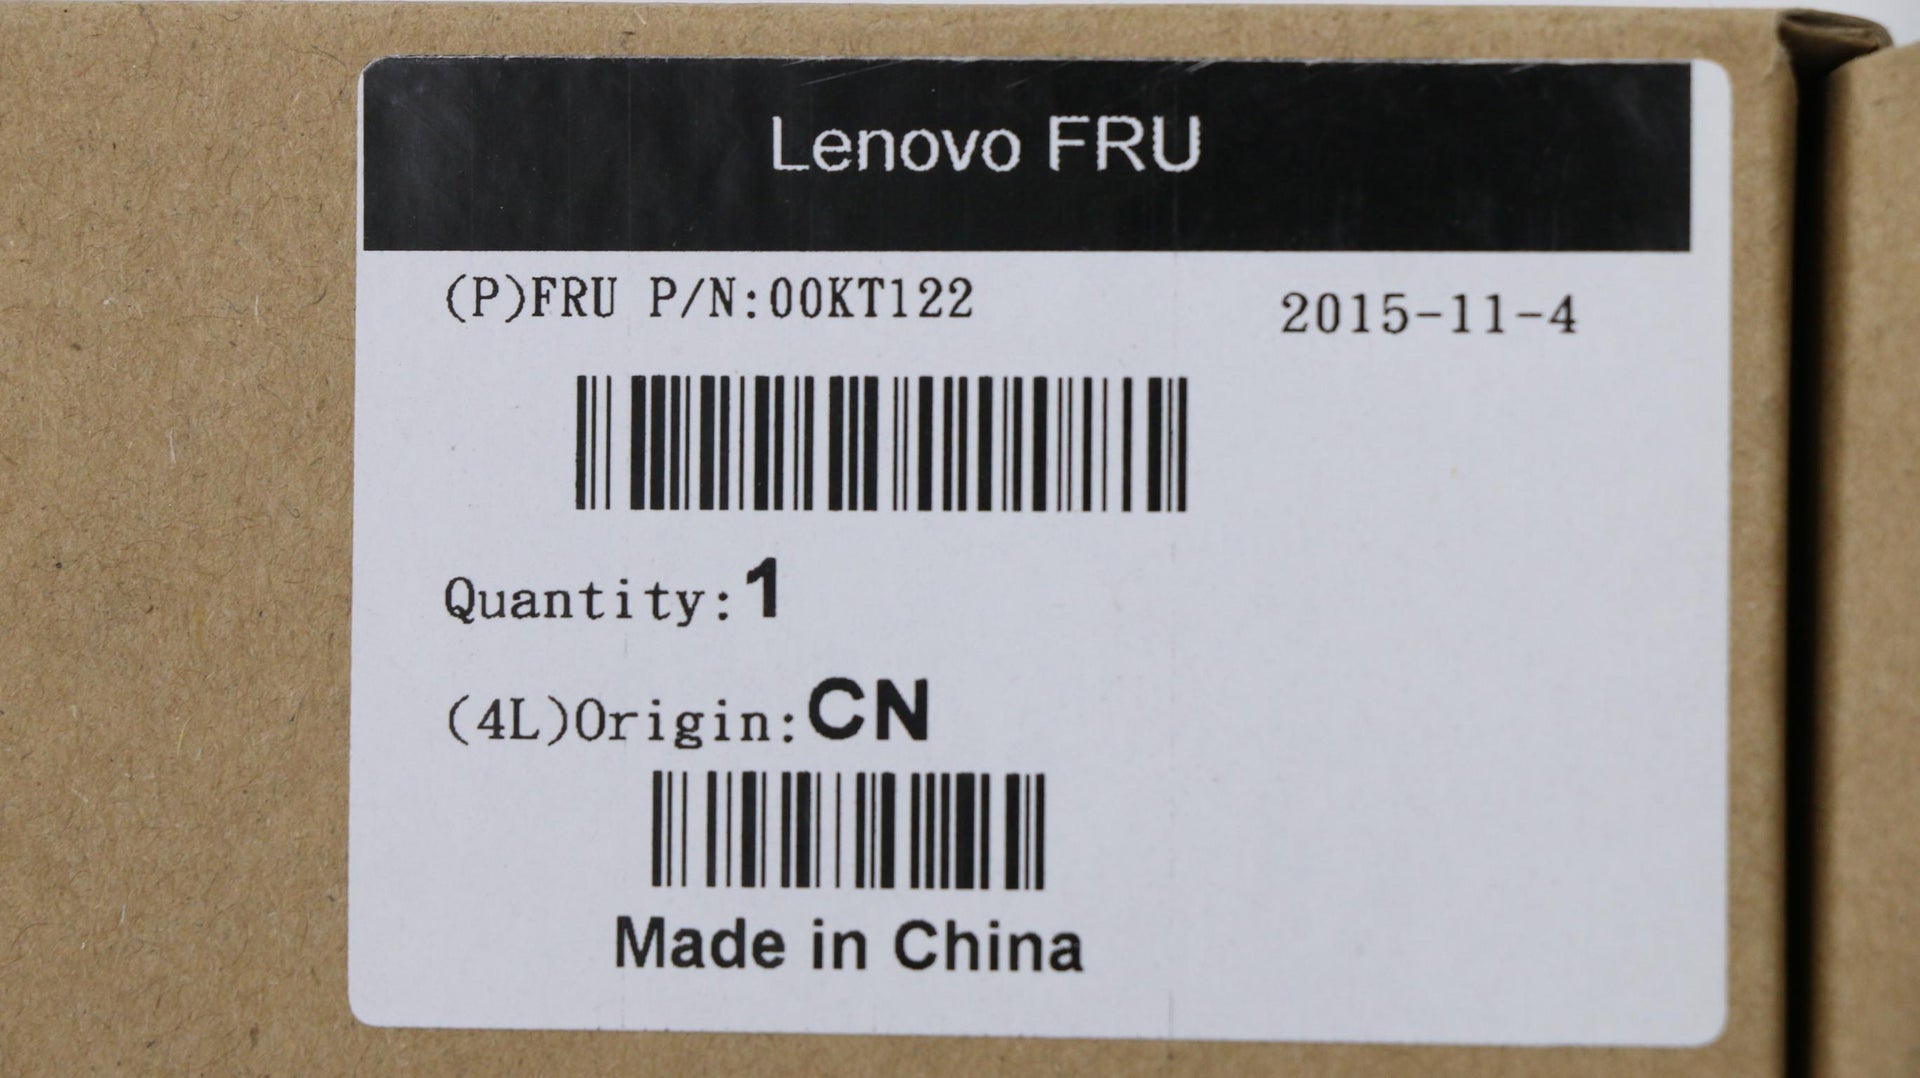 Lenovo FRU
(P)FRU P/N:00KT122 2015-11-4
Quantity:1
(4L)Origin:CN
Made in China